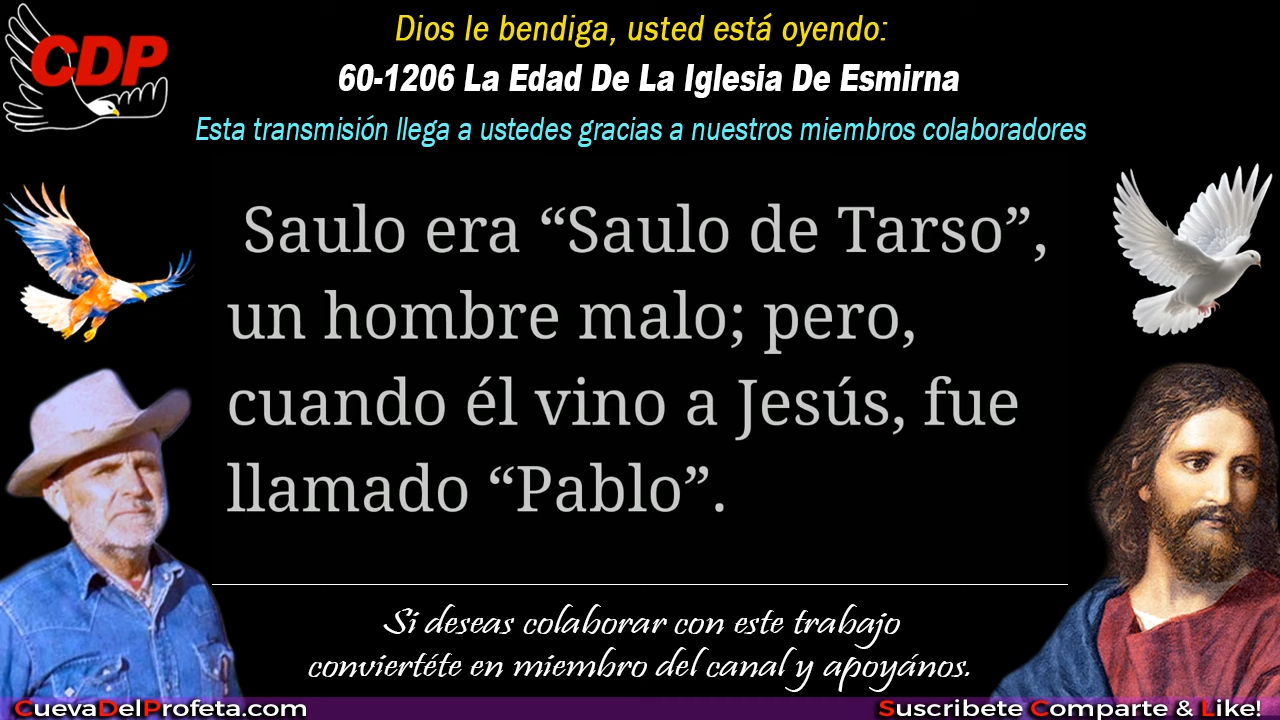 CDP
Dios le bendiga, usted está oyendo:
60-1206 La Edad De La Iglesia De Esmirna
Esta transmisión llega a ustedes gracias a nuestros miembros colaboradores
Saulo era “Saulo de Tarso”,
un hombre malo; pero,
cuando él vino a Jesús, fue
llamado “Pablo”.
Si deseas colaborar con este trabajo
conviertéte en miembro del canal y apoyános.
CuevaDelProfeta.com
Suscribete Comparte & Like!